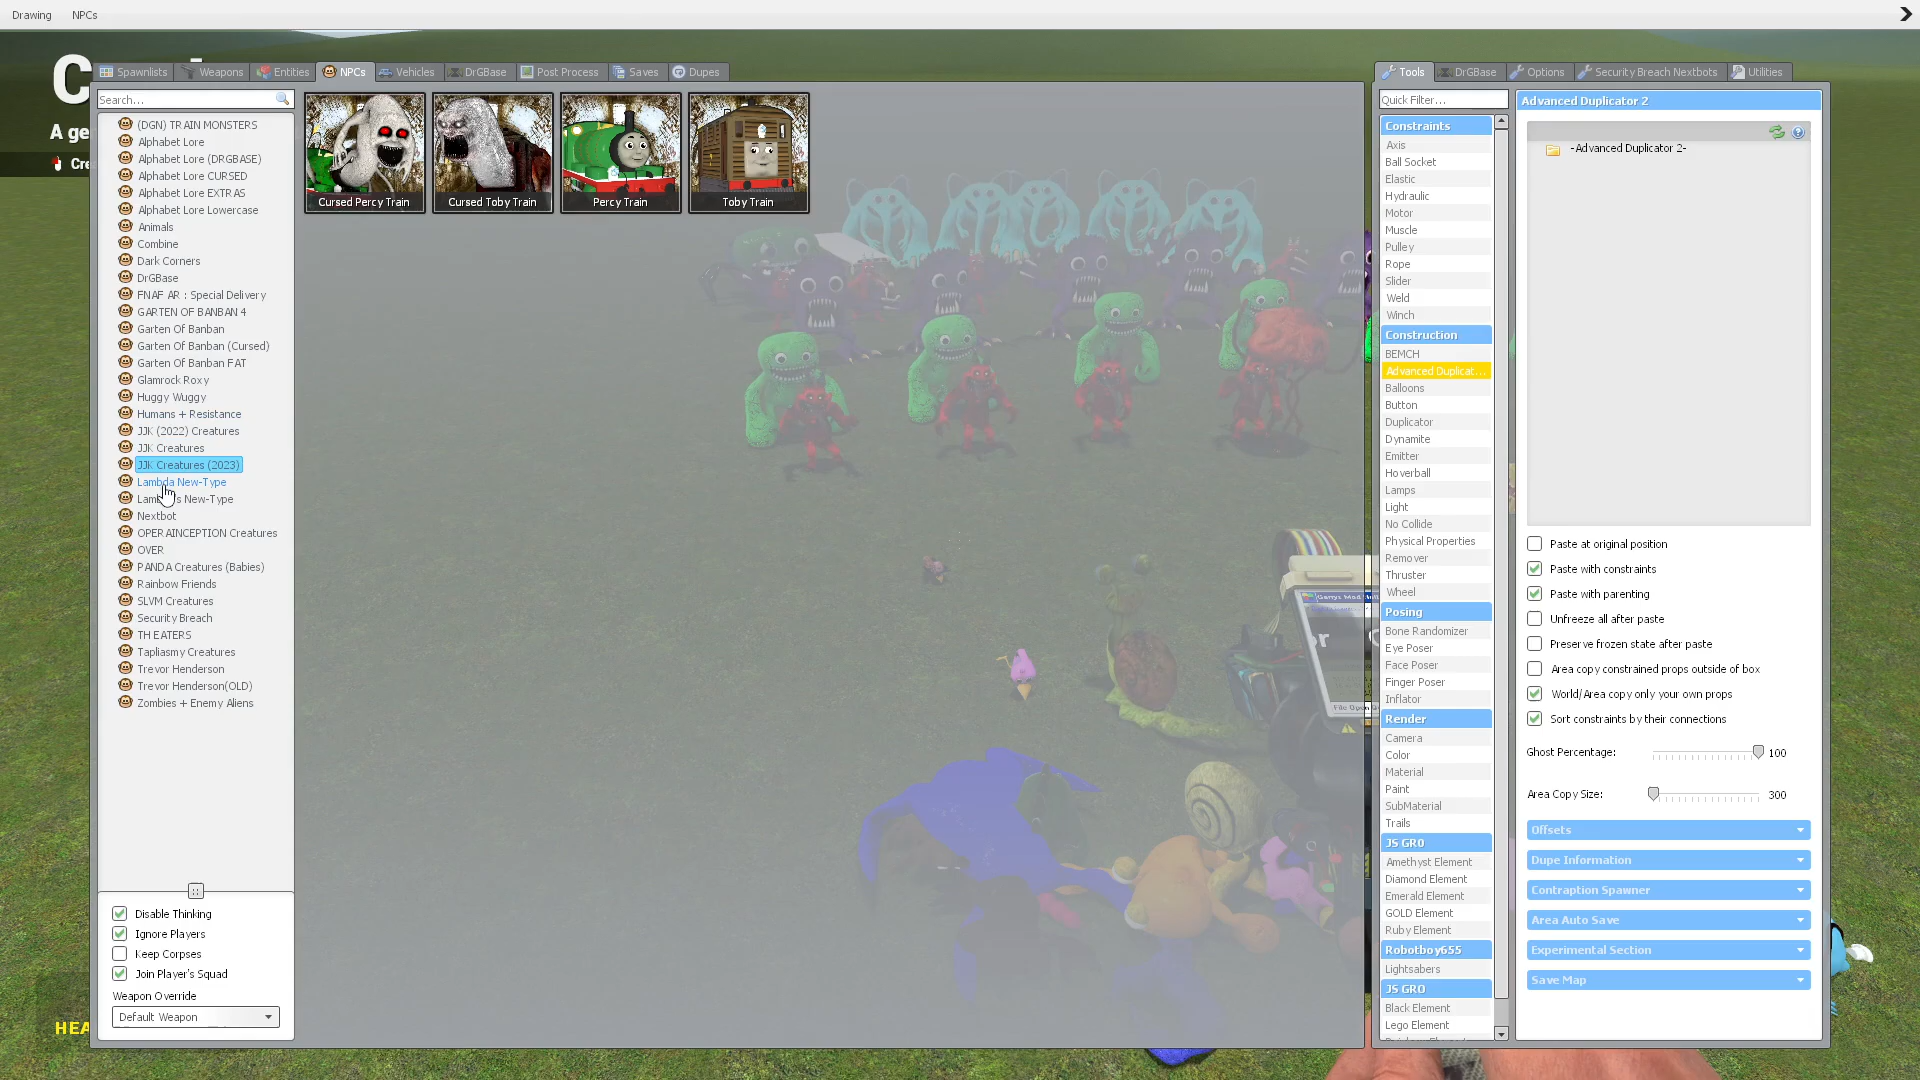 Drawing NPCs
C
A ge
Cre
Spawnlists Weapons Entities NPCs Vehicles DrGBase Post Process Saves Dupes
Search...
(DGN) TRAIN MONSTERS
Alphabet Lore
Alphabet Lore (DRGBASE)
Alphabet Lore CURSED
Alphabet Lore EXTRAS
Alphabet Lore Lowercase
Animals
Combine
Dark Corners
DrGBase
FNAF AR : Special Delivery
GARTEN OF BANBAN 4
Garten Of Banban
Garten Of Banban (Cursed)
Garten Of Banban FAT
Glamrock Roxy
Huggy Wuggy
Humans + Resistance
JJK (2022) Creatures
JJK Creatures
JJK Creatures (2023)
Lambda New-Type
New-Type
Nextbot
OPERAINCEPTION Creatures
OVER
PANDA Creatures (Babies)
Rainbow Friends
SLVM Creatures
Security Breach
TH EATERS
Tapliasmy Creatures
Trevor Henderson
Trevor Henderson(OLD)
Zombies + Enemy Aliens
Disable Thinking
Ignore Players
Keep Corpses
Join Player's Squad
Weapon Override
Default Weapon
HEA
Cursed Percy Train Cursed Toby Train Percy Train Toby Train
File Open
Tools DrGBase Options Security Breach Nextbots Utilities
Quick Filter...
Constraints
Axis
Ball Socket
Elastic
Hydraulic
Motor
Muscle
Pulley
Rope
Slider
Weld
Winch
Construction
BEMCH
Advanced Duplicat...
Balloons
Button
Duplicator
Dynamite
Emitter
Hoverball
Lamps
Light
No Collide
Physical Properties
Remover
Thruster
Wheel
Posing
Bone Randomizer
Eye Poser
Face Poser
Finger Poser
Inflator
Render
Camera
Color
Material
Paint
SubMaterial
Trails
JS GRO
Amethyst Element
Diamond Element
Emerald Element
GOLD Element
Ruby Element
Robotboy655
Lightsabers
JS GRO
Black Element
Lego Element
Advanced Duplicator 2
-Advanced Duplicator 2-
Paste at original position
Paste with constraints
Paste with parenting
Unfreeze all after paste
Preserve frozen state after paste
Area copy constrained props outside of box
World/Area copy only your own props
Sort constraints by their connections
Ghost Percentage: 100
Area Copy Size: 300
Offsets
Dupe Information
Contraption Spawner
Area Auto Save
Experimental Section
Save Map